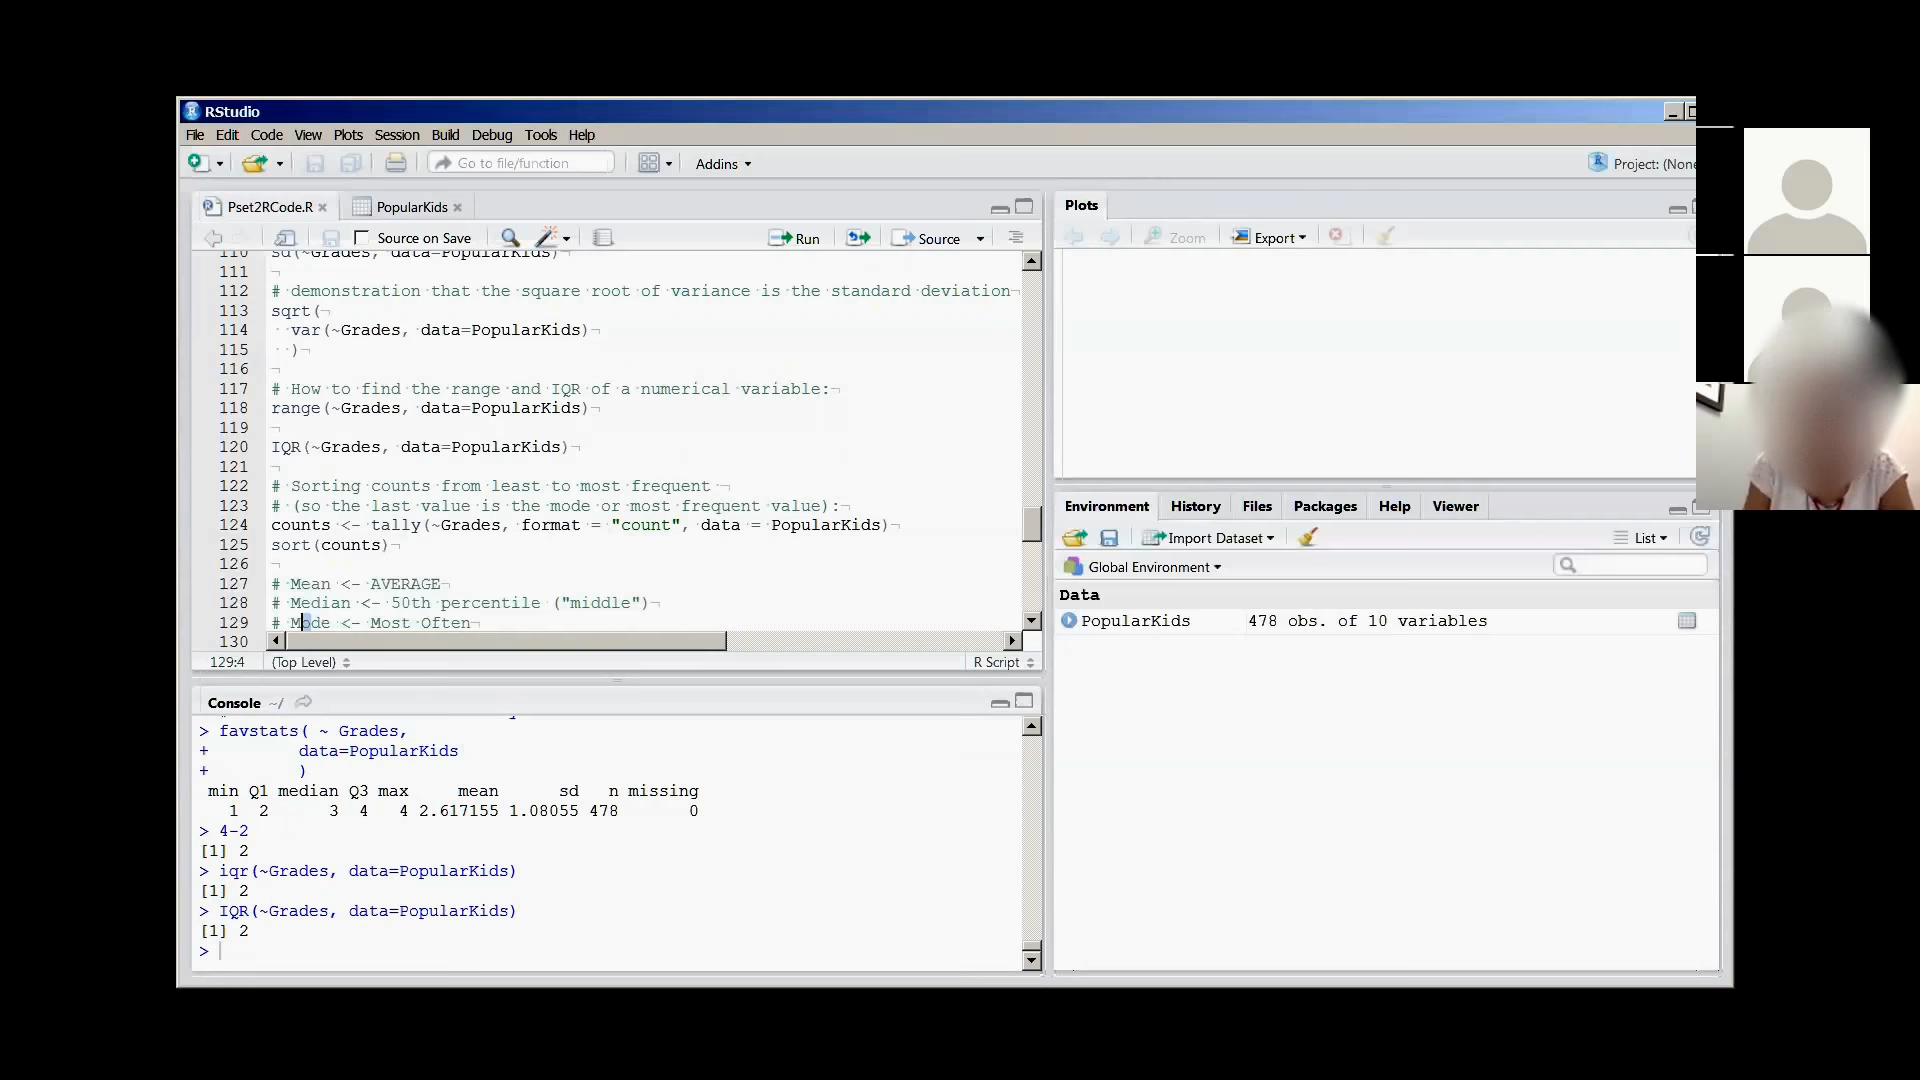 RStudio
File Edit Code View Plots Session Build Debug Tools Help
Go to file/function
Addins
Project: (None
Pset2RCode.R
PopularKids
Source on Save
Run
Source
110 sd(~Grades, data=PopularKids)
111
112 # demonstration that the square root of variance is the standard deviation
113 sqrt(
114 var(~Grades, data=PopularKids)
115 )
116
117 # How to find the range and IQR of a numerical variable:
118 range(~Grades, data=PopularKids)
119
120 IQR(~Grades, data=PopularKids)
121
122 # Sorting counts from least to most frequent
123 # (so the last value is the mode or most frequent value):
124 counts <- tally(~Grades, format = "count", data = PopularKids)
125 sort(counts)
126
127 # Mean <- AVERAGE
128 # Median <- 50th percentile ("middle")
129 # Mode <- Most Often
130
129:4 (Top Level) R Script
Console ~/
> favstats( ~ Grades,
+ data=PopularKids
+ )
min Q1 median Q3 max mean sd n missing
1 2 3 4 4 2.617155 1.08055 478 0
> 4-2
[1] 2
> iqr(~Grades, data=PopularKids)
[1] 2
> IQR(~Grades, data=PopularKids)
[1] 2
>
Plots
Zoom
Export
Environment History Files Packages Help Viewer
Import Dataset
List
Global Environment
Data
PopularKids 478 obs. of 10 variables